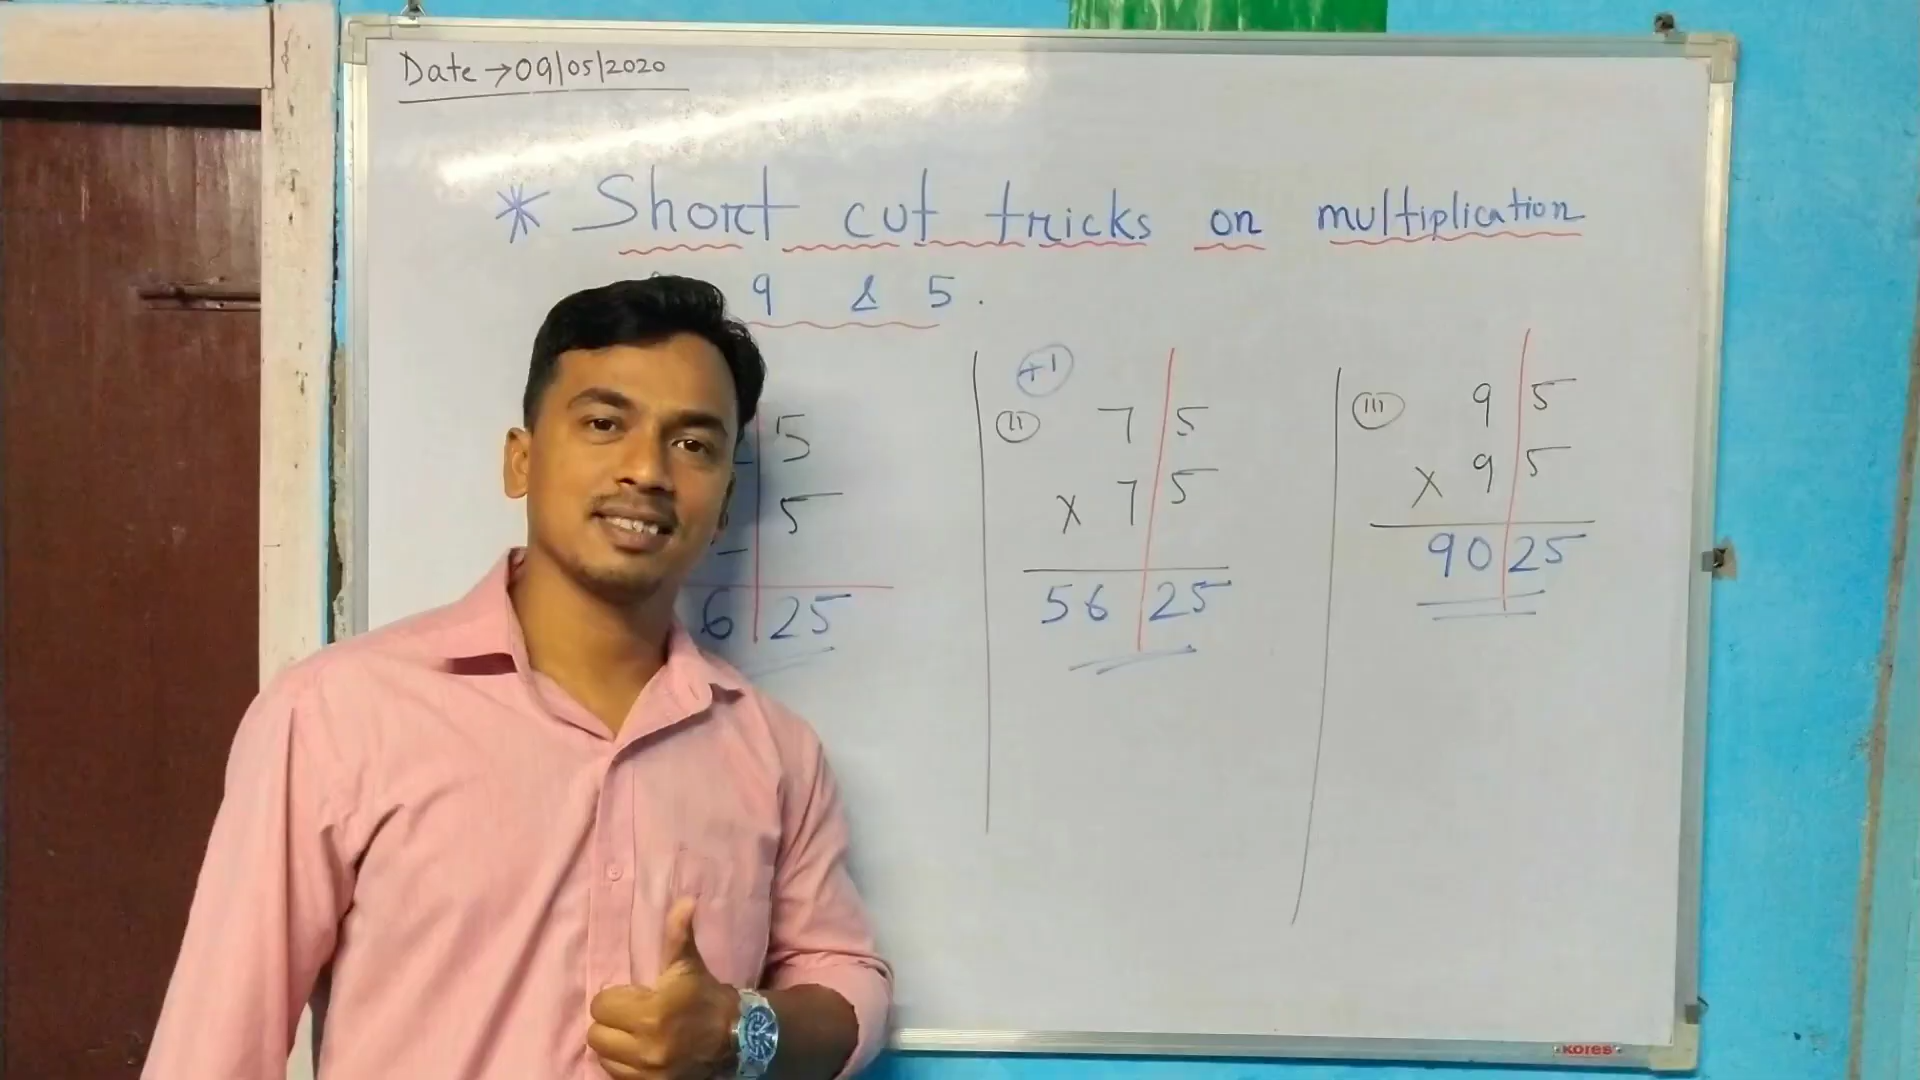 Date →09/05/2020
* Short cut tricks on multiplication
9 & 5.
5
5
6 25
+1
(ii) 7 5
x 7 5
56 25
(iii) 9 5
x 9 5
90 25
KORES